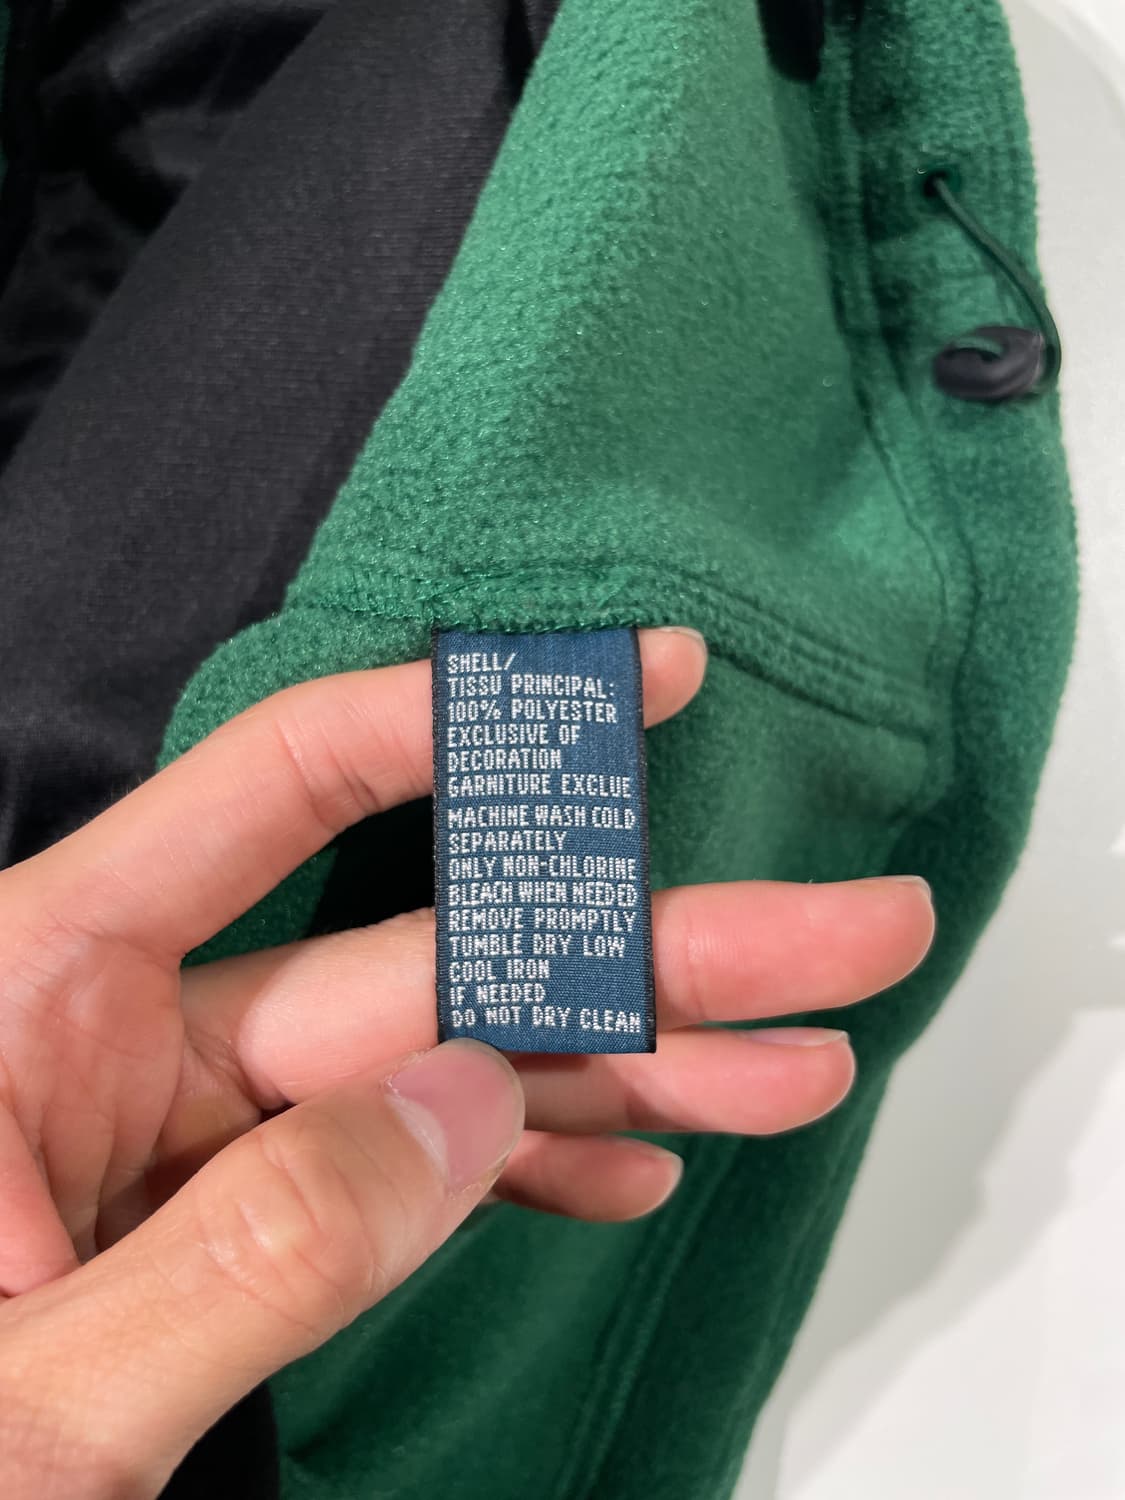 SHELL/
TISSU PRINCIPAL:
100% POLYESTER
EXCLUSIVE OF
DECORATION
GARNITURE EXCLUE
MACHINE WASH COLD
SEPARATELY
ONLY NON-CHLORINE
BLEACH WHEN NEEDED
REMOVE PROMPTLY
TUMBLE DRY LOW
COOL IRON
IF NEEDED
DO NOT DRY CLEAN